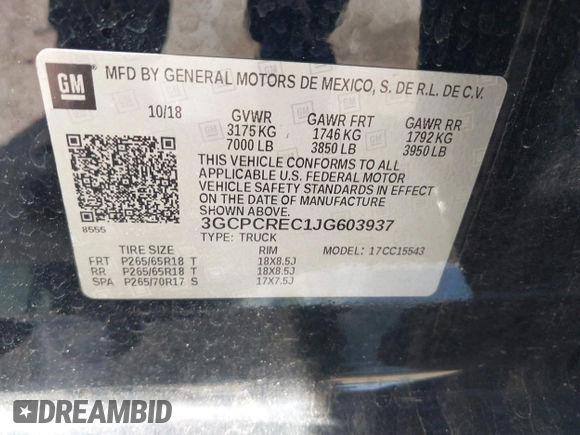 GM
MFD BY GENERAL MOTORS DE MEXICO, S. DE R.L. DE C.V.
10/18 GVWR GAWR FRT GAWR RR
3175 KG 1746 KG 1792 KG
7000 LB 3850 LB 3950 LB
THIS VEHICLE CONFORMS TO ALL
APPLICABLE U.S. FEDERAL MOTOR
VEHICLE SAFETY STANDARDS IN EFFECT
ON THE DATE OF MANUFACTURE
SHOWN ABOVE.
8555 3GCPCREC1JG603937
TYPE: TRUCK MODEL: 17CC15543
TIRE SIZE RIM
FRT P265/65R18 T 18X8.5J
RR P265/65R18 T 18X8.5J
SPA P265/70R17 S 17X7.5J
DREAMBID